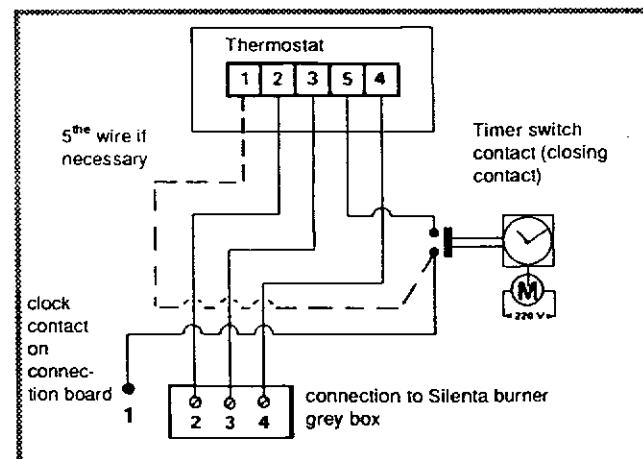 Thermostat
1 2 3 5 4
5the wire if
necessary
Timer switch
contact (closing
contact)
M
220 V
clock
contact
on
connec-
tion board
1
2 3 4
connection to Silenta burner
grey box